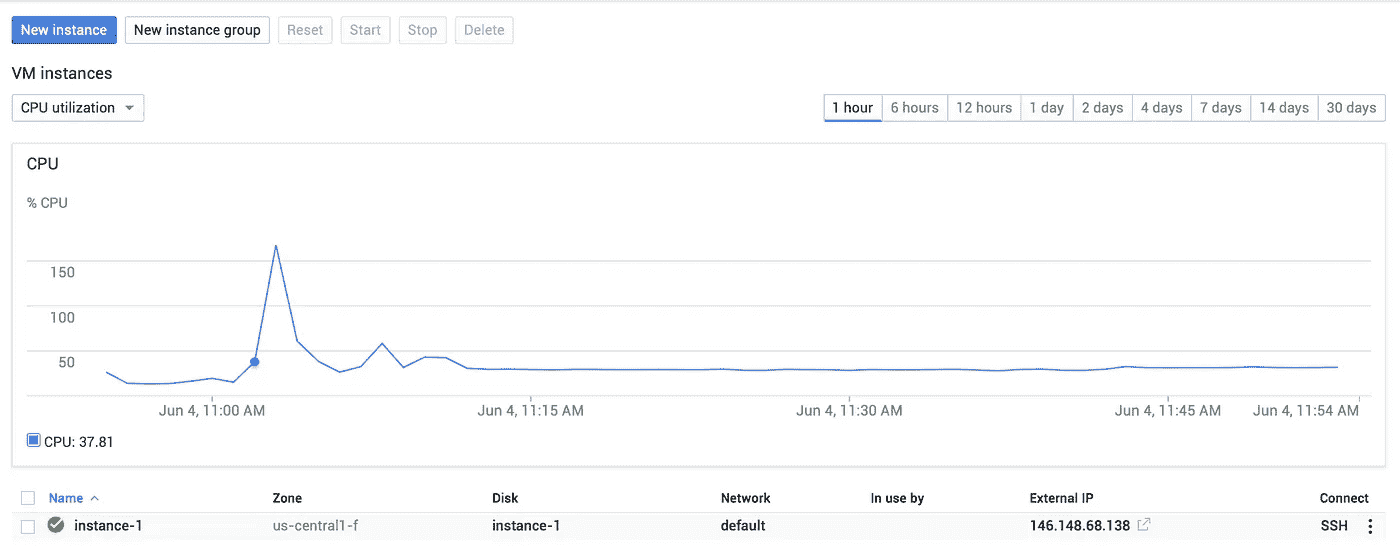 New instance New instance group Reset Start Stop Delete
VM instances
CPU utilization 1 hour 6 hours 12 hours 1 day 2 days 4 days 7 days 14 days 30 days
CPU
% CPU
150
100
50
Jun 4, 11:00 AM Jun 4, 11:15 AM Jun 4, 11:30 AM Jun 4, 11:45 AM Jun 4, 11:54 AM
CPU: 37.81
Name Zone Disk Network In use by External IP Connect
instance-1 us-central1-f instance-1 default 146.148.68.138 SSH